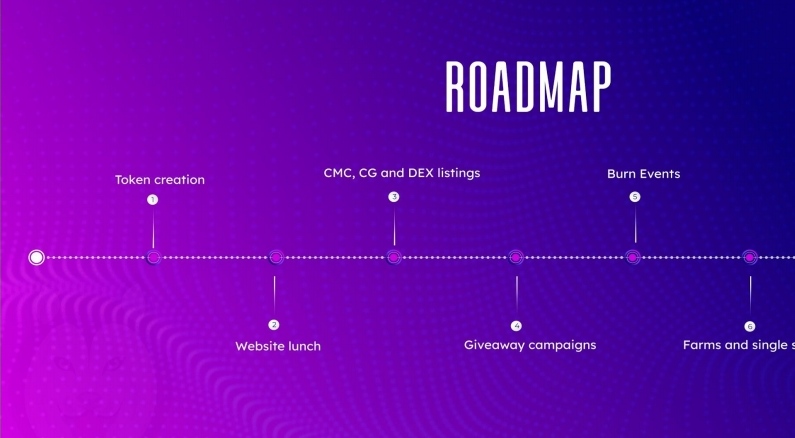 ROADMAP
Token creation
1
Website lunch
2
CMC, CG and DEX listings
3
Giveaway campaigns
4
Burn Events
5
Farms and single s
6